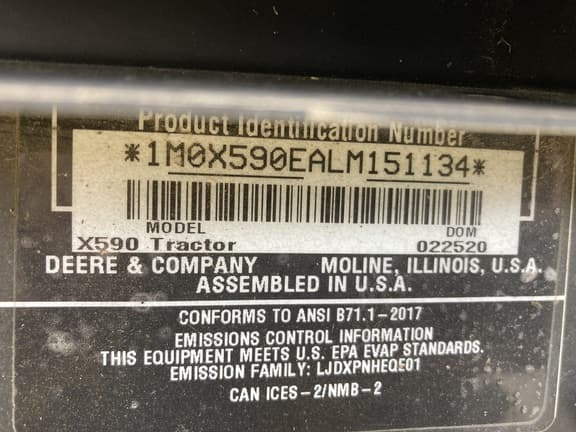 Product Identification Number
*1M0X590EALM151134*
MODEL DOM
X590 Tractor 022520
DEERE & COMPANY MOLINE, ILLINOIS, U.S.A.
ASSEMBLED IN U.S.A.
CONFORMS TO ANSI B71.1-2017
EMISSIONS CONTROL INFORMATION
THIS EQUIPMENT MEETS U.S. EPA EVAP STANDARDS.
EMISSION FAMILY: LJDXPNHEQE01
CAN ICES-2/NMB-2